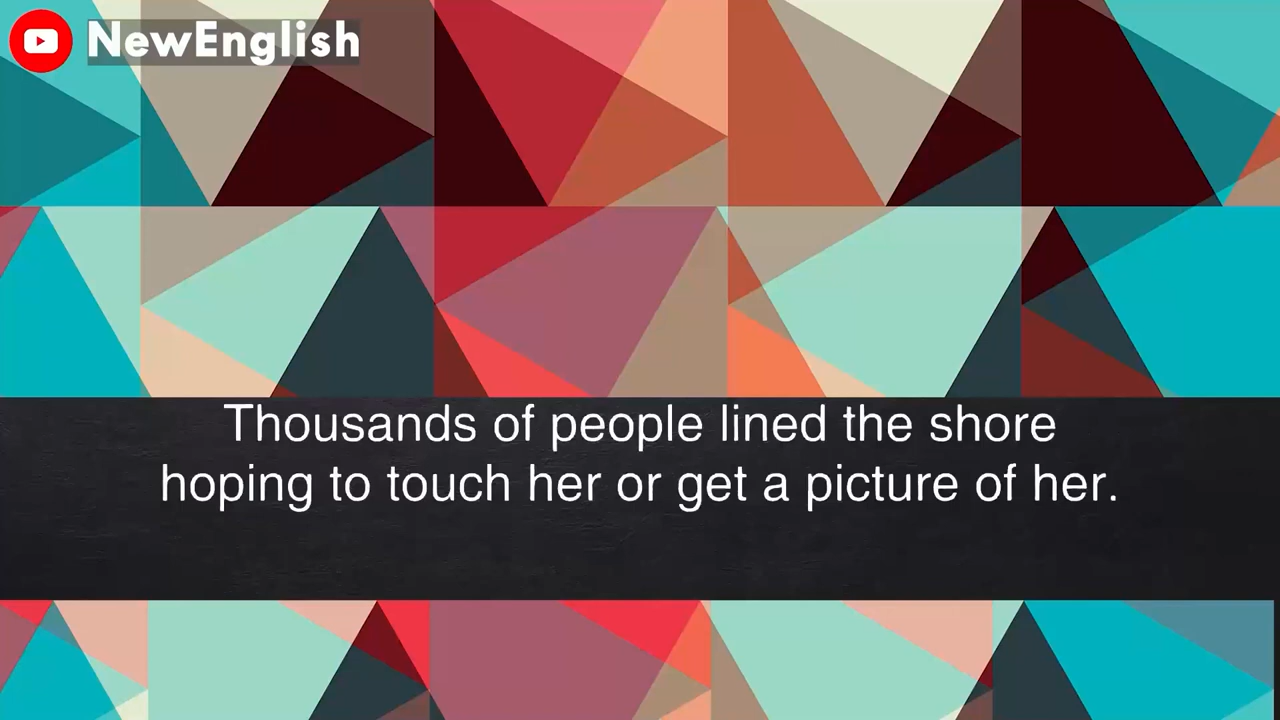 NewEnglish
Thousands of people lined the shore
hoping to touch her or get a picture of her.